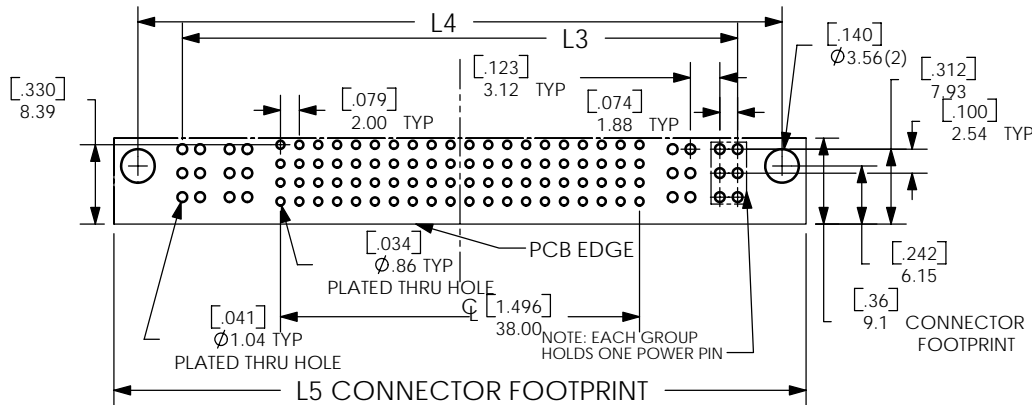 L4
L3
[.140]
Ø3.56(2)
[.123]
3.12 TYP
[.312]
7.93
[.330]
8.39
[.079]
2.00 TYP
[.074]
1.88 TYP
[.100]
2.54 TYP
[.034]
Ø.86 TYP
PLATED THRU HOLE
PCB EDGE
[.242]
6.15
[.041]
Ø1.04 TYP
PLATED THRU HOLE
℄
[1.496]
38.00
NOTE: EACH GROUP
HOLDS ONE POWER PIN
[.36]
9.1 CONNECTOR
FOOTPRINT
L5 CONNECTOR FOOTPRINT